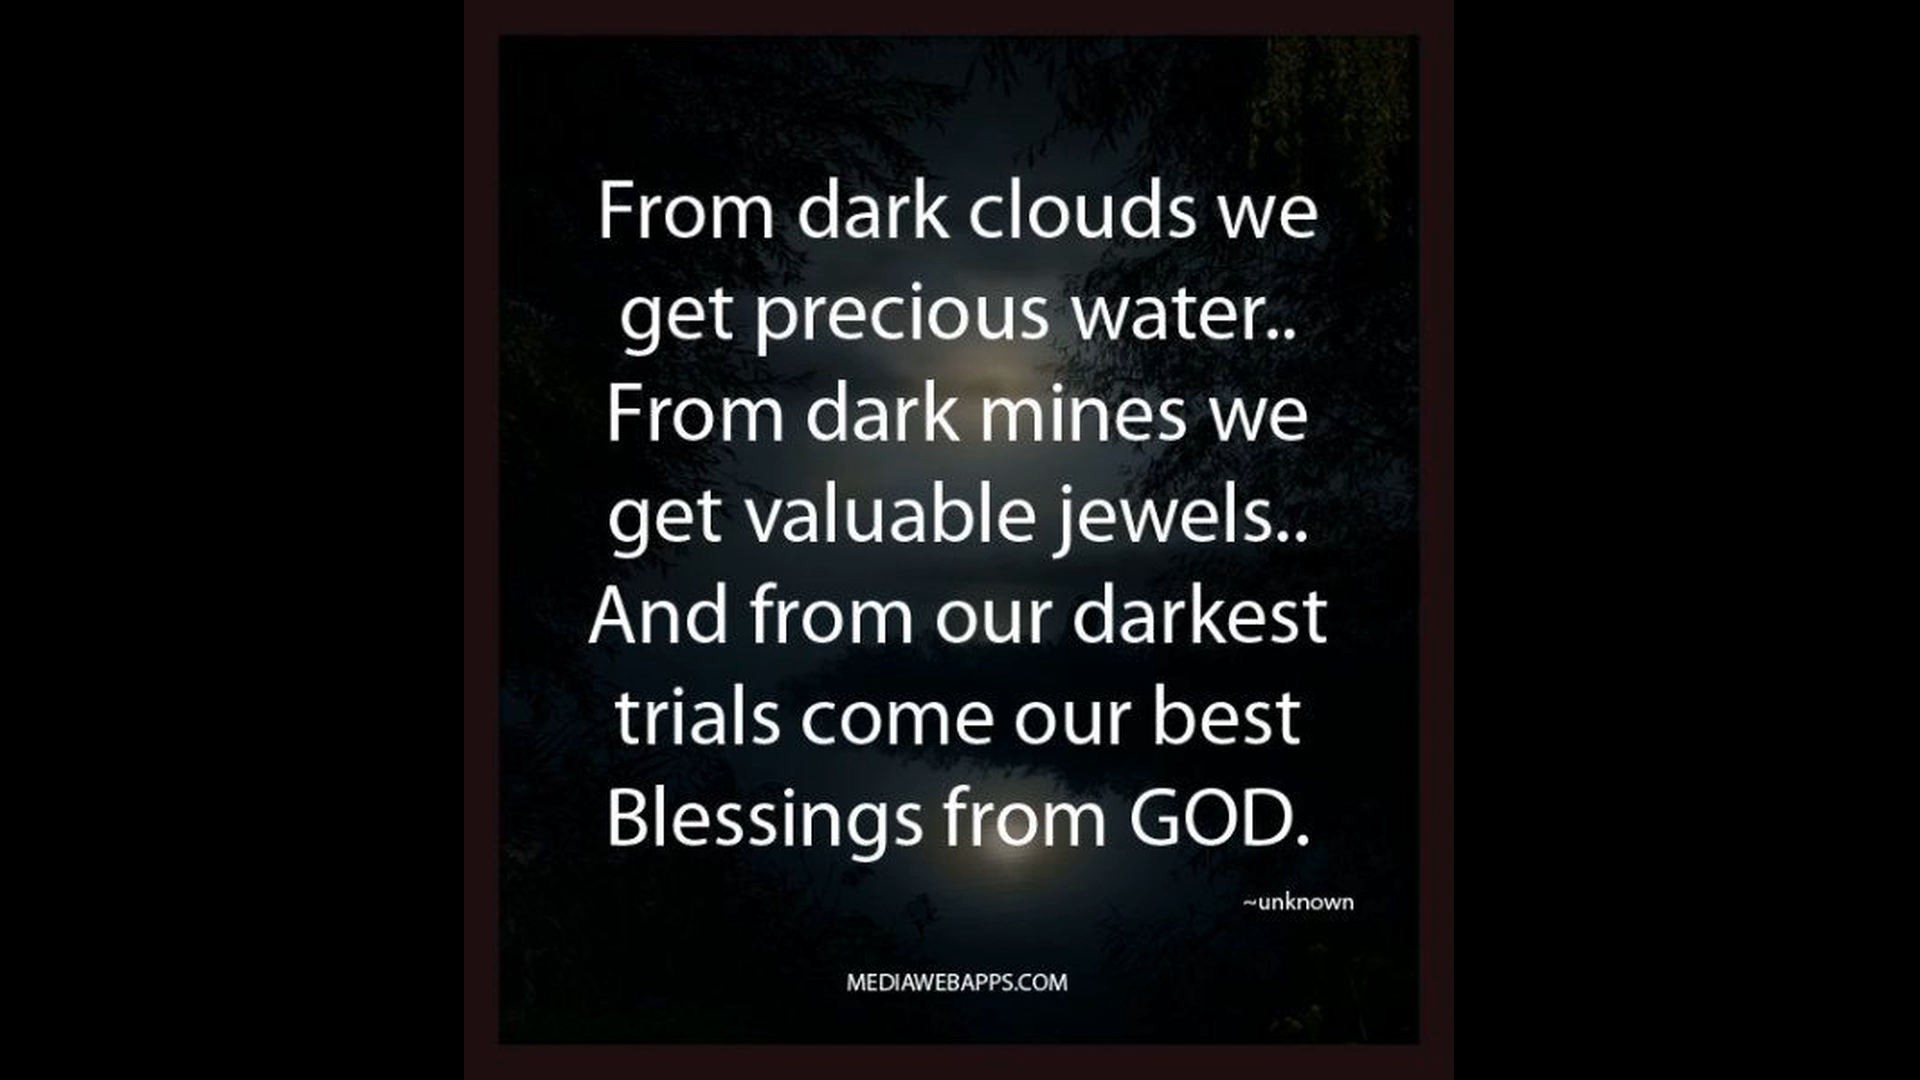 From dark clouds we
get precious water..
From dark mines we
get valuable jewels..
And from our darkest
trials come our best
Blessings from GOD.
~unknown
MEDIAWEBAPPS.COM